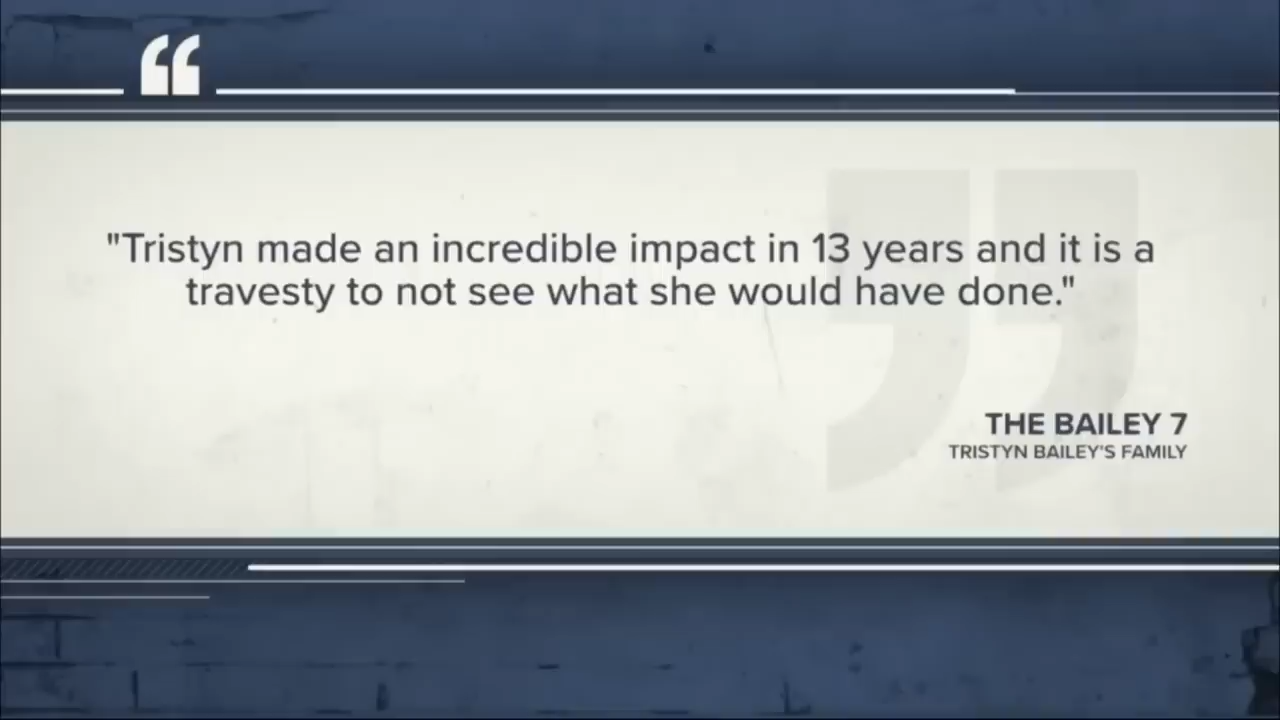 "Tristyn made an incredible impact in 13 years and it is a
travesty to not see what she would have done."
THE BAILEY 7
TRISTYN BAILEY'S FAMILY